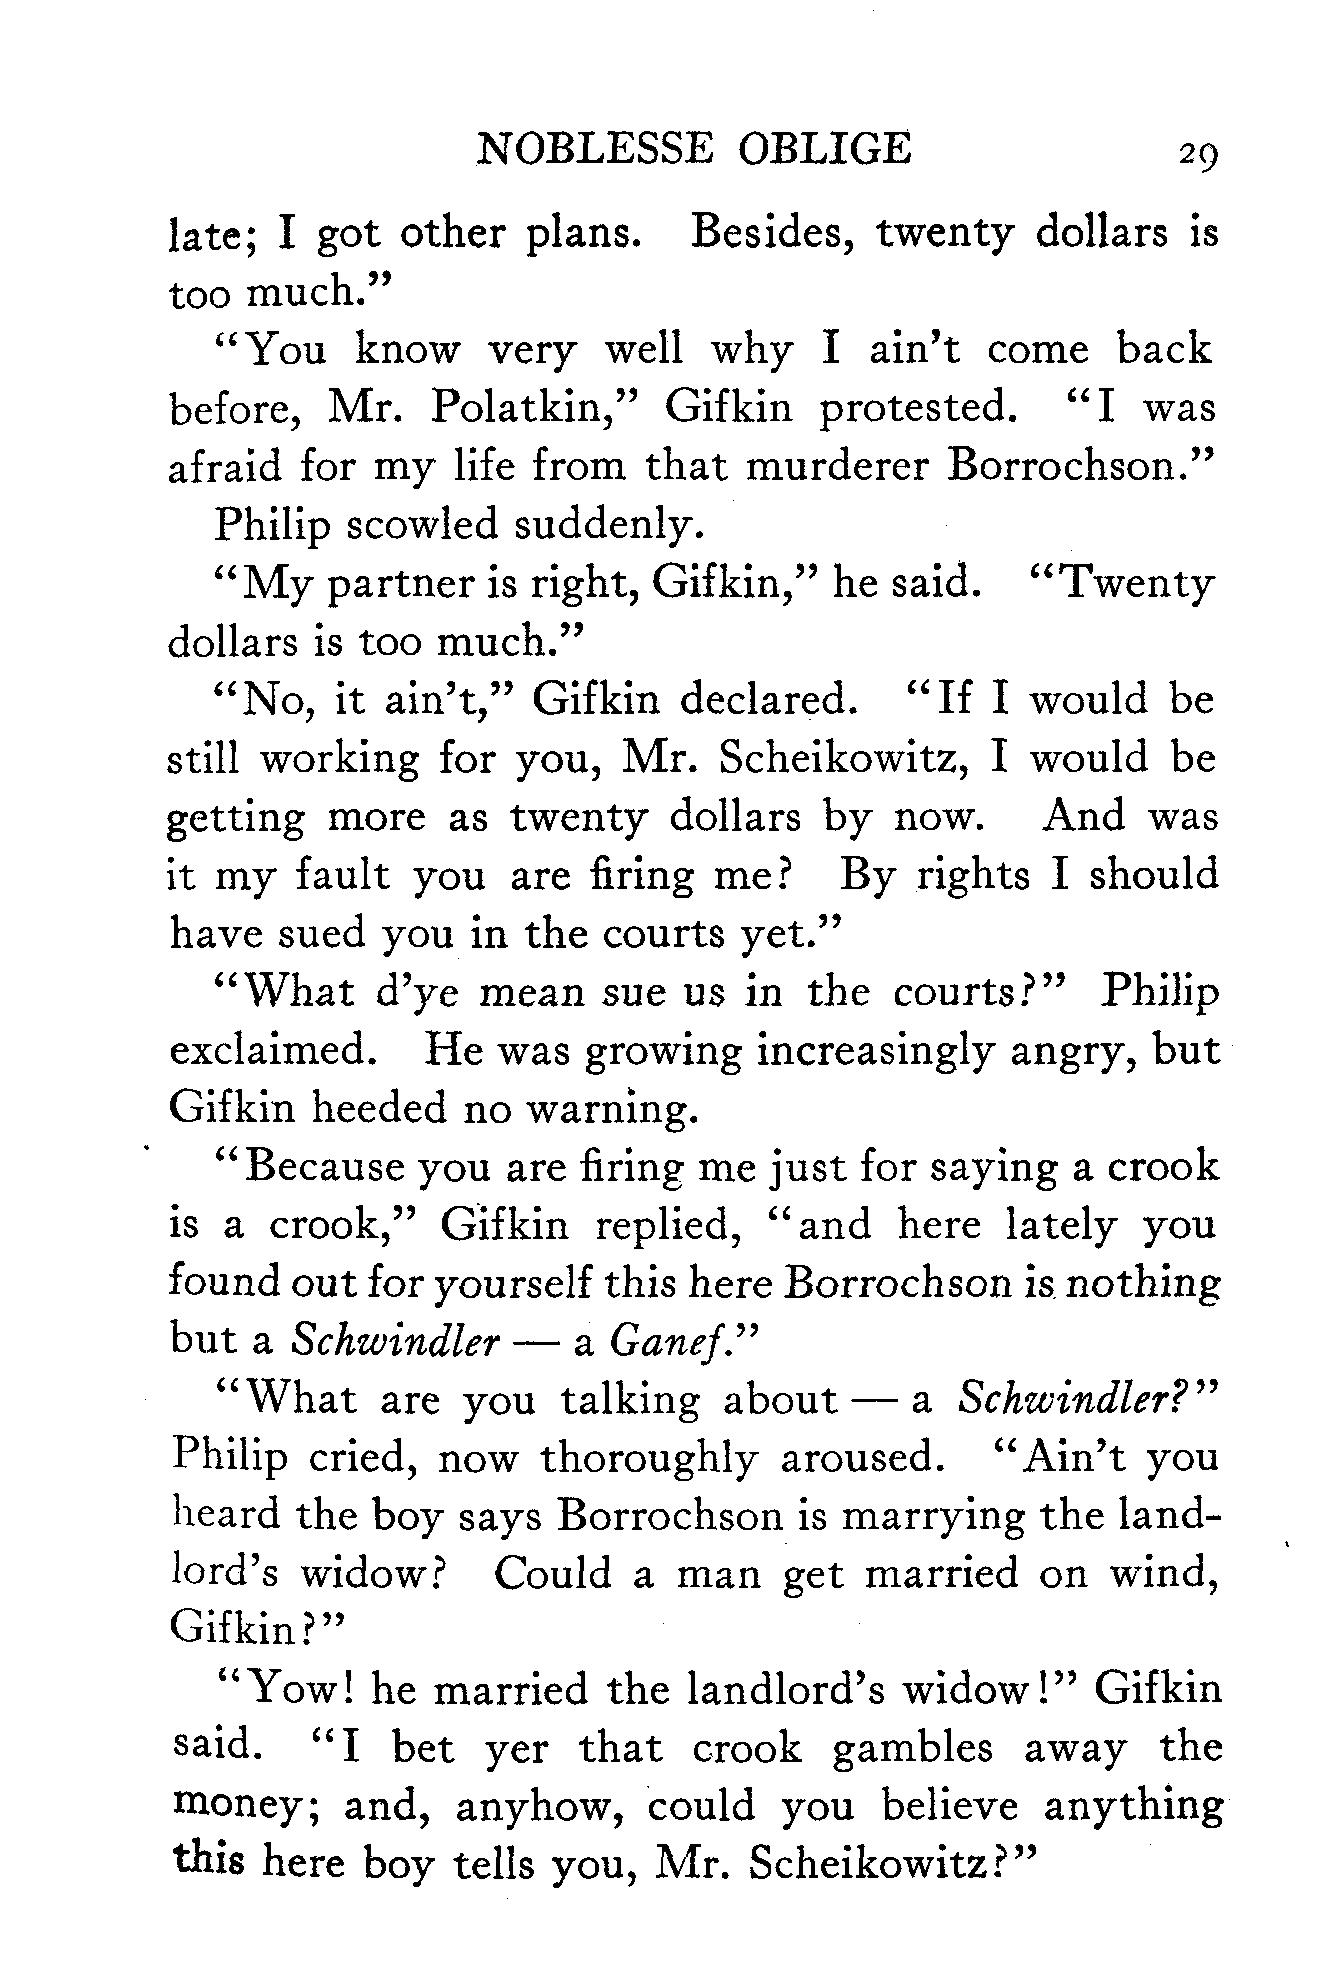 NOBLESSE OBLIGE 29
late; I got other plans. Besides, twenty dollars is
too much.”
“You know very well why I ain’t come back
before, Mr. Polatkin,” Gifkin protested. “I was
afraid for my life from that murderer Borrochson.”
Philip scowled suddenly.
“My partner is right, Gifkin,” he said. “Twenty
dollars is too much.”
“No, it ain’t,” Gifkin declared. “If I would be
still working for you, Mr. Scheikowitz, I would be
getting more as twenty dollars by now. And was
it my fault you are firing me? By rights I should
have sued you in the courts yet.”
“What d’ye mean sue us in the courts?” Philip
exclaimed. He was growing increasingly angry, but
Gifkin heeded no warning.
“Because you are firing me just for saying a crook
is a crook,” Gifkin replied, “and here lately you
found out for yourself this here Borrochson is nothing
but a Schwindler — a Ganef.”
“What are you talking about — a Schwindler?”
Philip cried, now thoroughly aroused. “Ain’t you
heard the boy says Borrochson is marrying the land-
lord’s widow? Could a man get married on wind,
Gifkin?”
“Yow! he married the landlord’s widow!” Gifkin
said. “I bet yer that crook gambles away the
money; and, anyhow, could you believe anything
this here boy tells you, Mr. Scheikowitz?”